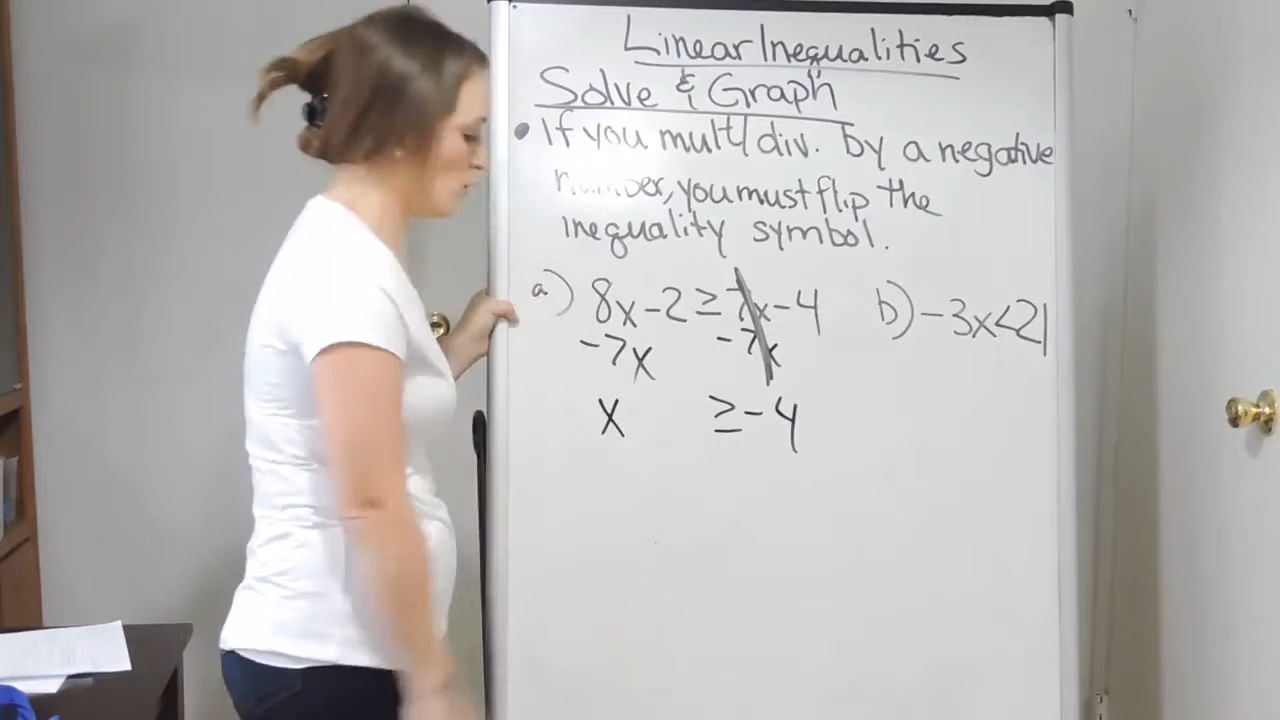 Linear Inequalities
Solve & Graph
• If you mult/div. by a negative
number, you must flip the
inequality symbol.
a) 8x-2≥7x-4 b) -3x<21
-7x -7x
x ≥-4